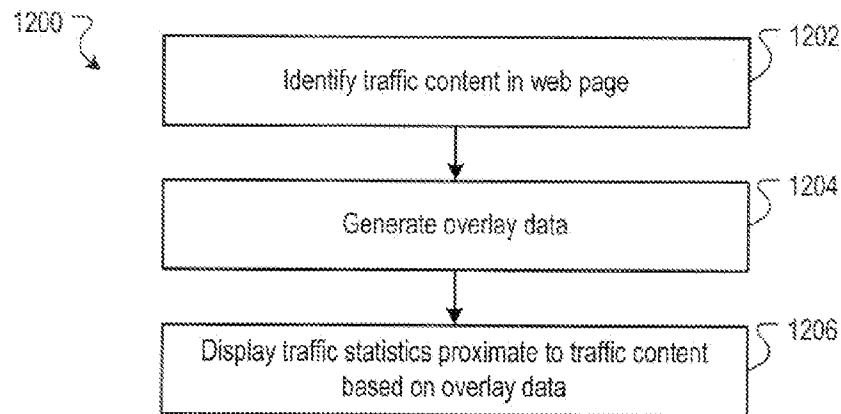 1200
1202
Identify traffic content in web page
1204
Generate overlay data
1206
Display traffic statistics proximate to traffic content
based on overlay data